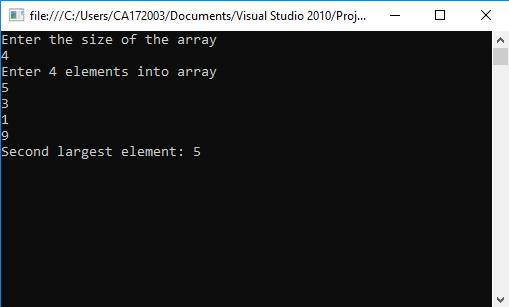 file:///C:/Users/CA172003/Documents/Visual Studio 2010/Proj...
Enter the size of the array
4
Enter 4 elements into array
5
3
1
9
Second largest element: 5